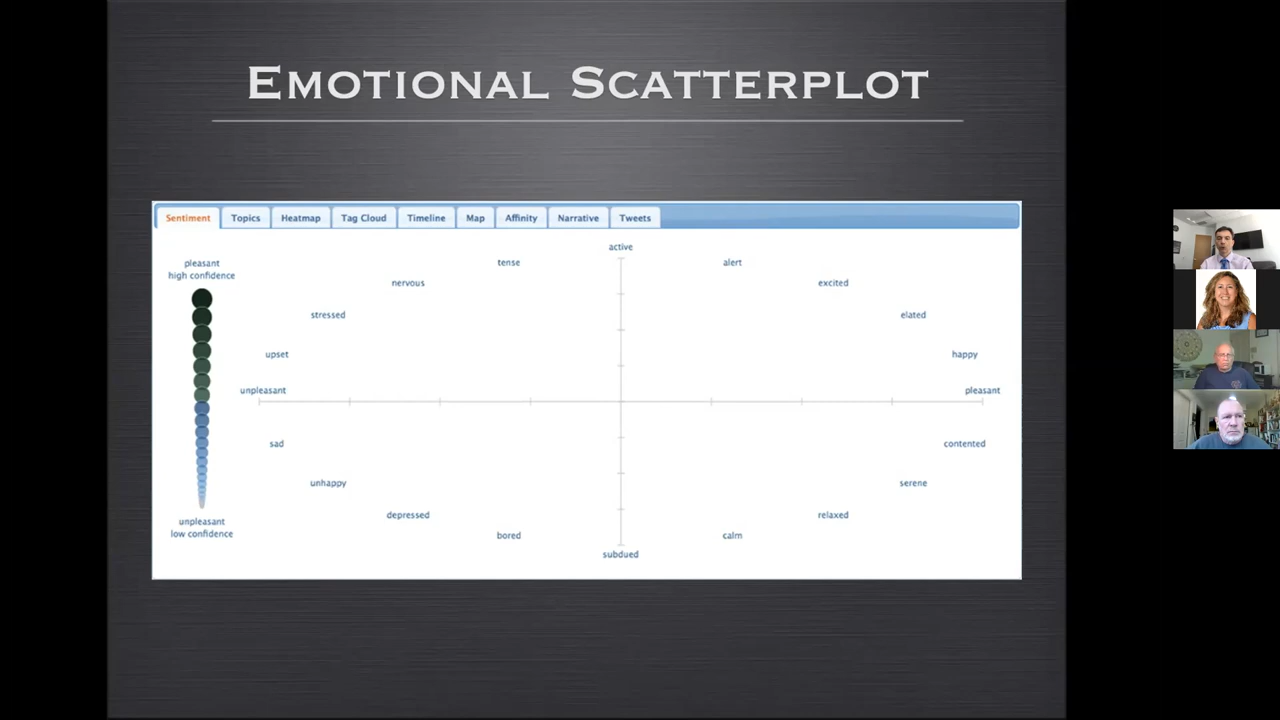 Emotional Scatterplot
Sentiment Topics Heatmap Tag Cloud Timeline Map Affinity Narrative Tweets
active
pleasant
high confidence
tense alert
nervous excited
stressed elated
upset happy
unpleasant pleasant
sad contented
unhappy serene
depressed relaxed
unpleasant
low confidence
bored calm
subdued